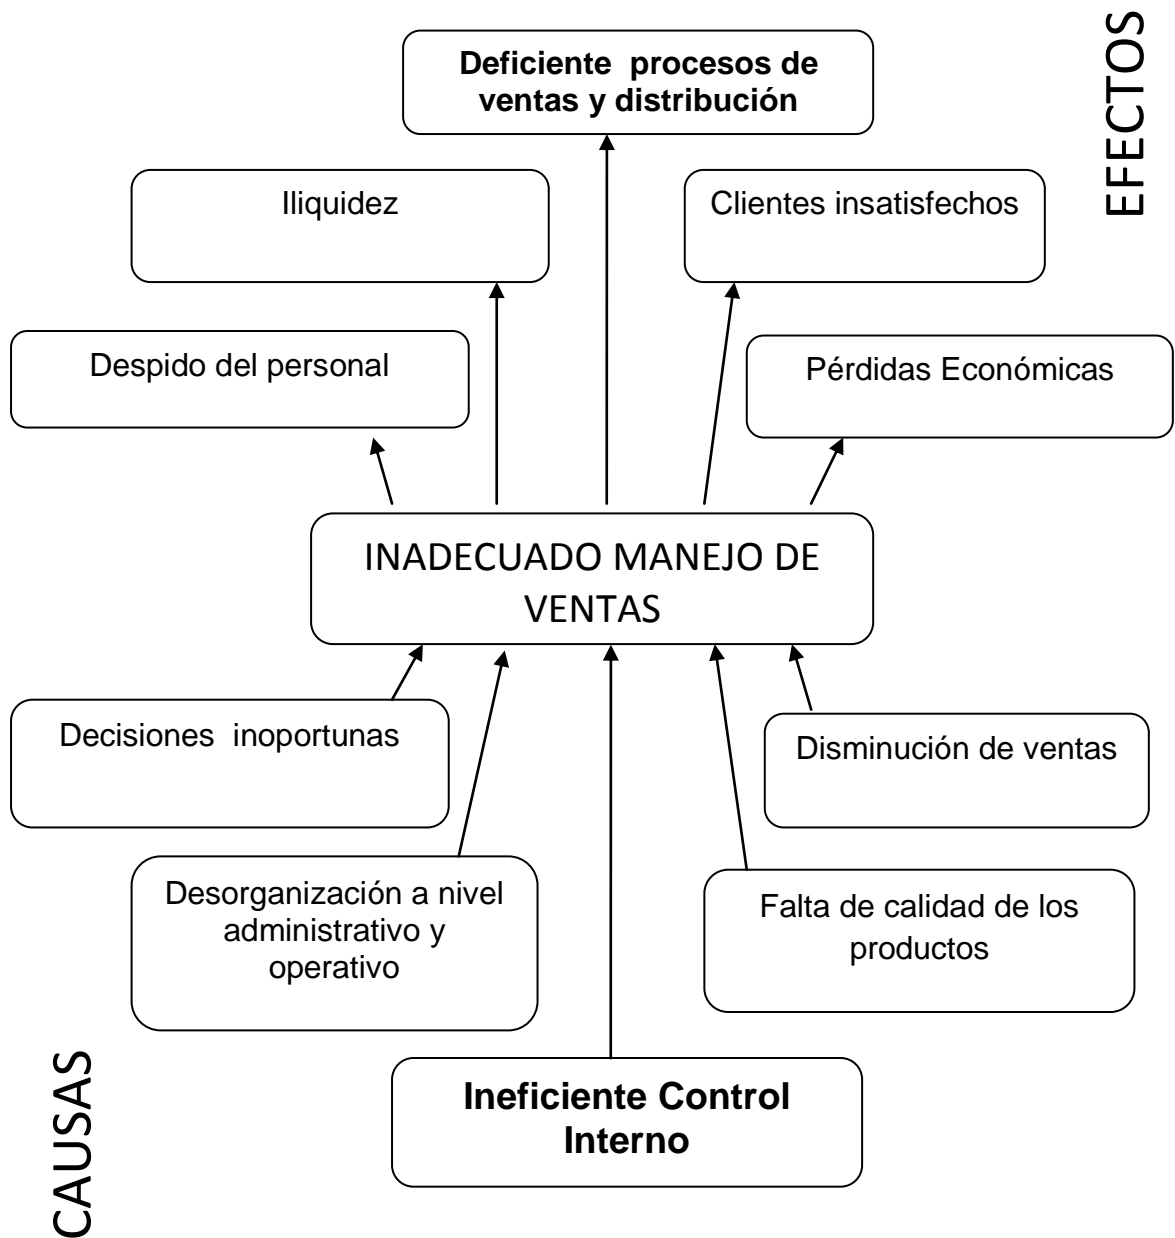 EFECTOS
Deficiente  procesos de
ventas y distribución
Iliquidez
Clientes insatisfechos
Despido del personal
Pérdidas Económicas
INADECUADO MANEJO DE
VENTAS
Decisiones  inoportunas
Disminución de ventas
Desorganización a nivel
administrativo y
operativo
Falta de calidad de los
productos
Ineficiente Control
Interno
CAUSAS